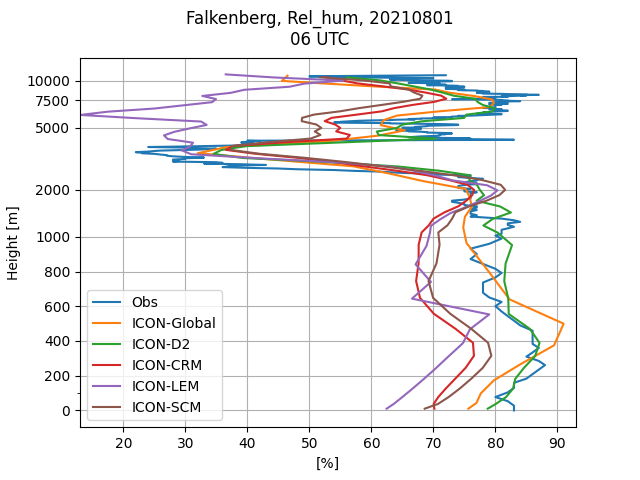 Falkenberg, Rel_hum, 20210801
06 UTC
10000
7500
5000
2000
1000
800
600
400
200
0
Height [m]
Obs
ICON-Global
ICON-D2
ICON-CRM
ICON-LEM
ICON-SCM
20 30 40 50 60 70 80 90
[%]